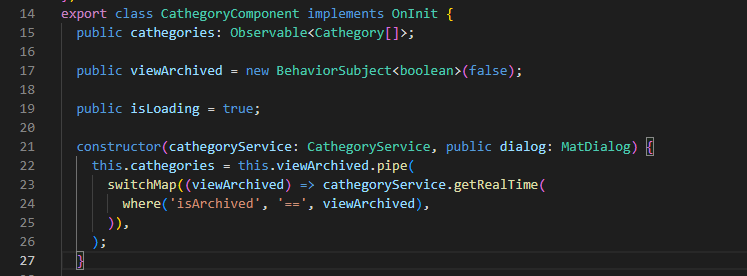 14 export class CathegoryComponent implements OnInit {
15 public cathegories: Observable<Cathegory[]>;
16
17 public viewArchived = new BehaviorSubject<boolean>(false);
18
19 public isLoading = true;
20
21 constructor(cathegoryService: CathegoryService, public dialog: MatDialog) {
22 this.cathegories = this.viewArchived.pipe(
23 switchMap((viewArchived) => cathegoryService.getRealTime(
24 where('isArchived', '==', viewArchived),
25 )),
26 );
27 }